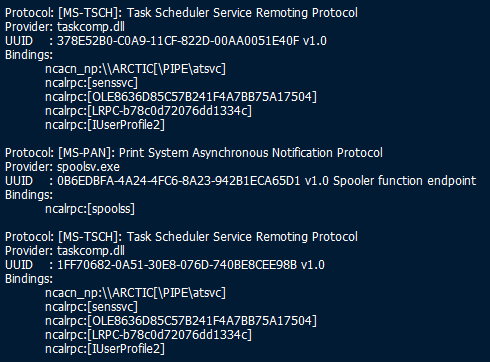 Protocol: [MS-TSCH]: Task Scheduler Service Remoting Protocol
Provider: taskcomp.dll
UUID    : 378E52B0-C0A9-11CF-822D-00AA0051E40F v1.0
Bindings:
ncacn_np:\\ARCTIC[\PIPE\atsvc]
ncalrpc:[senssvc]
ncalrpc:[OLE8636D85C57B241F4A7BB75A17504]
ncalrpc:[LRPC-b78c0d72076dd1334c]
ncalrpc:[IUserProfile2]
Protocol: [MS-PAN]: Print System Asynchronous Notification Protocol
Provider: spoolsv.exe
UUID    : 0B6EDBFA-4A24-4FC6-8A23-942B1ECA65D1 v1.0 Spooler function endpoint
Bindings:
ncalrpc:[spoolss]
Protocol: [MS-TSCH]: Task Scheduler Service Remoting Protocol
Provider: taskcomp.dll
UUID    : 1FF70682-0A51-30E8-076D-740BE8CEE98B v1.0
Bindings:
ncacn_np:\\ARCTIC[\PIPE\atsvc]
ncalrpc:[senssvc]
ncalrpc:[OLE8636D85C57B241F4A7BB75A17504]
ncalrpc:[LRPC-b78c0d72076dd1334c]
ncalrpc:[IUserProfile2]